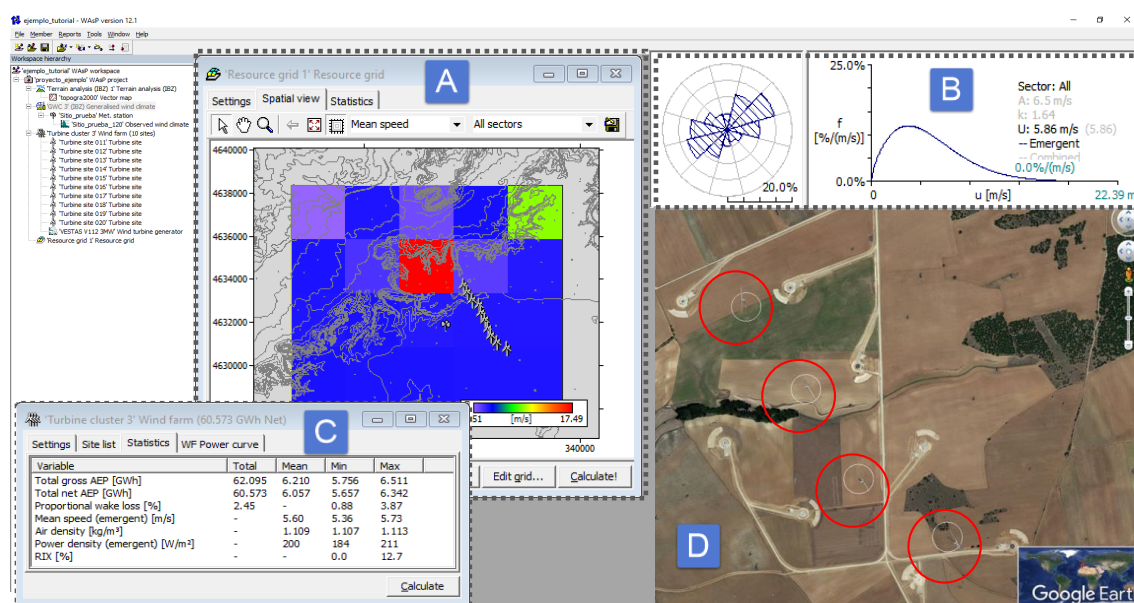 ejemplo_tutorial - WAsP version 12.1
File Member Reports Tools Window Help
Workspace hierarchy
'ejemplo_tutorial' WAsP workspace
'proyecto_ejemplo' WAsP project
'Terrain analysis (IBZ) 1' Terrain analysis (IBZ)
'topogra2000' Vector map
'GWC 3' (IBZ) Generalised wind climate
'Sitio_prueba' Met. station
'Sitio_prueba_120' Observed wind climate
'Turbine cluster 3' Wind farm (10 sites)
'Turbine site 011' Turbine site
'Turbine site 012' Turbine site
'Turbine site 013' Turbine site
'Turbine site 014' Turbine site
'Turbine site 015' Turbine site
'Turbine site 016' Turbine site
'Turbine site 017' Turbine site
'Turbine site 018' Turbine site
'Turbine site 019' Turbine site
'Turbine site 020' Turbine site
'VESTAS V112 3MW' Wind turbine generator
'Resource grid 1' Resource grid
'Resource grid 1' Resource grid
A
Settings Spatial view Statistics
Mean speed All sectors
4640000
4638000
4636000
4634000
4632000
4630000
51 [m/s] 17.49
340000
Edit grid... Calculate!
20.0%
25.0%
f
[%/(m/s)]
0.0%
0 u [m/s] 22.39 m
B
Sector: All
A: 6.5 m/s
k: 1.64
U: 5.86 m/s (5.86)
-- Emergent
-- Combined
0.0%/(m/s)
'Turbine cluster 3' Wind farm (60.573 GWh Net)
C
Settings Site list Statistics WF Power curve
Variable Total Mean Min Max
Total gross AEP [GWh] 62.095 6.210 5.756 6.511
Total net AEP [GWh] 60.573 6.057 5.657 6.342
Proportional wake loss [%] 2.45 - 0.88 3.87
Mean speed (emergent) [m/s] - 5.60 5.36 5.73
Air density [kg/m³] - 1.109 1.107 1.113
Power density (emergent) [W/m²] - 200 184 211
RIX [%] - - 0.0 12.7
Calculate
D
Google Eart